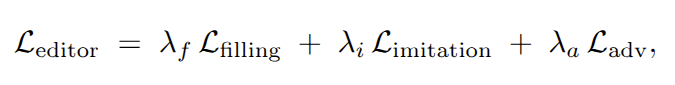 ℒ_editor = λ_f ℒ_filling + λ_i ℒ_imitation + λ_a ℒ_adv,